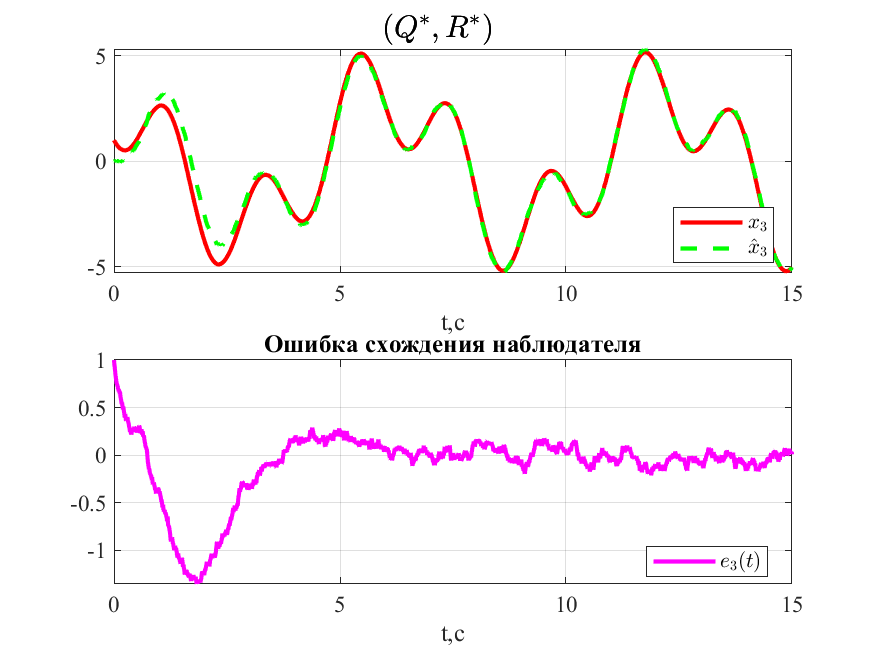 (Q*, R*)
5
0
-5
x₃
x̂₃
0 5 10 15
t,c
Ошибка схождения наблюдателя
1
0.5
0
-0.5
-1
e₃(t)
0 5 10 15
t,c